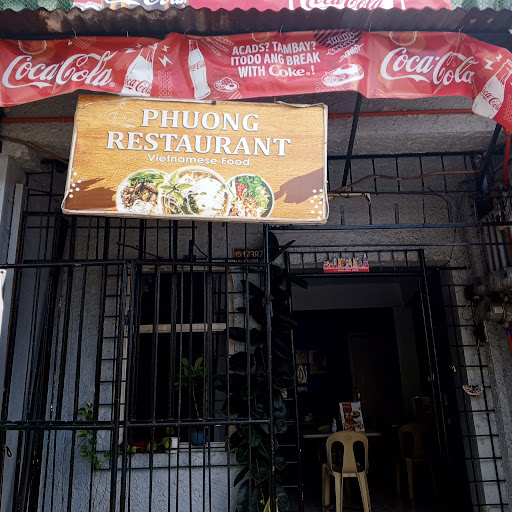 Coca-Cola
ACADS? TAMBAY?
ITODO ANG BREAK
WITH Coke!
Coca-Cola
PHUONG
RESTAURANT
Vietnamese Food